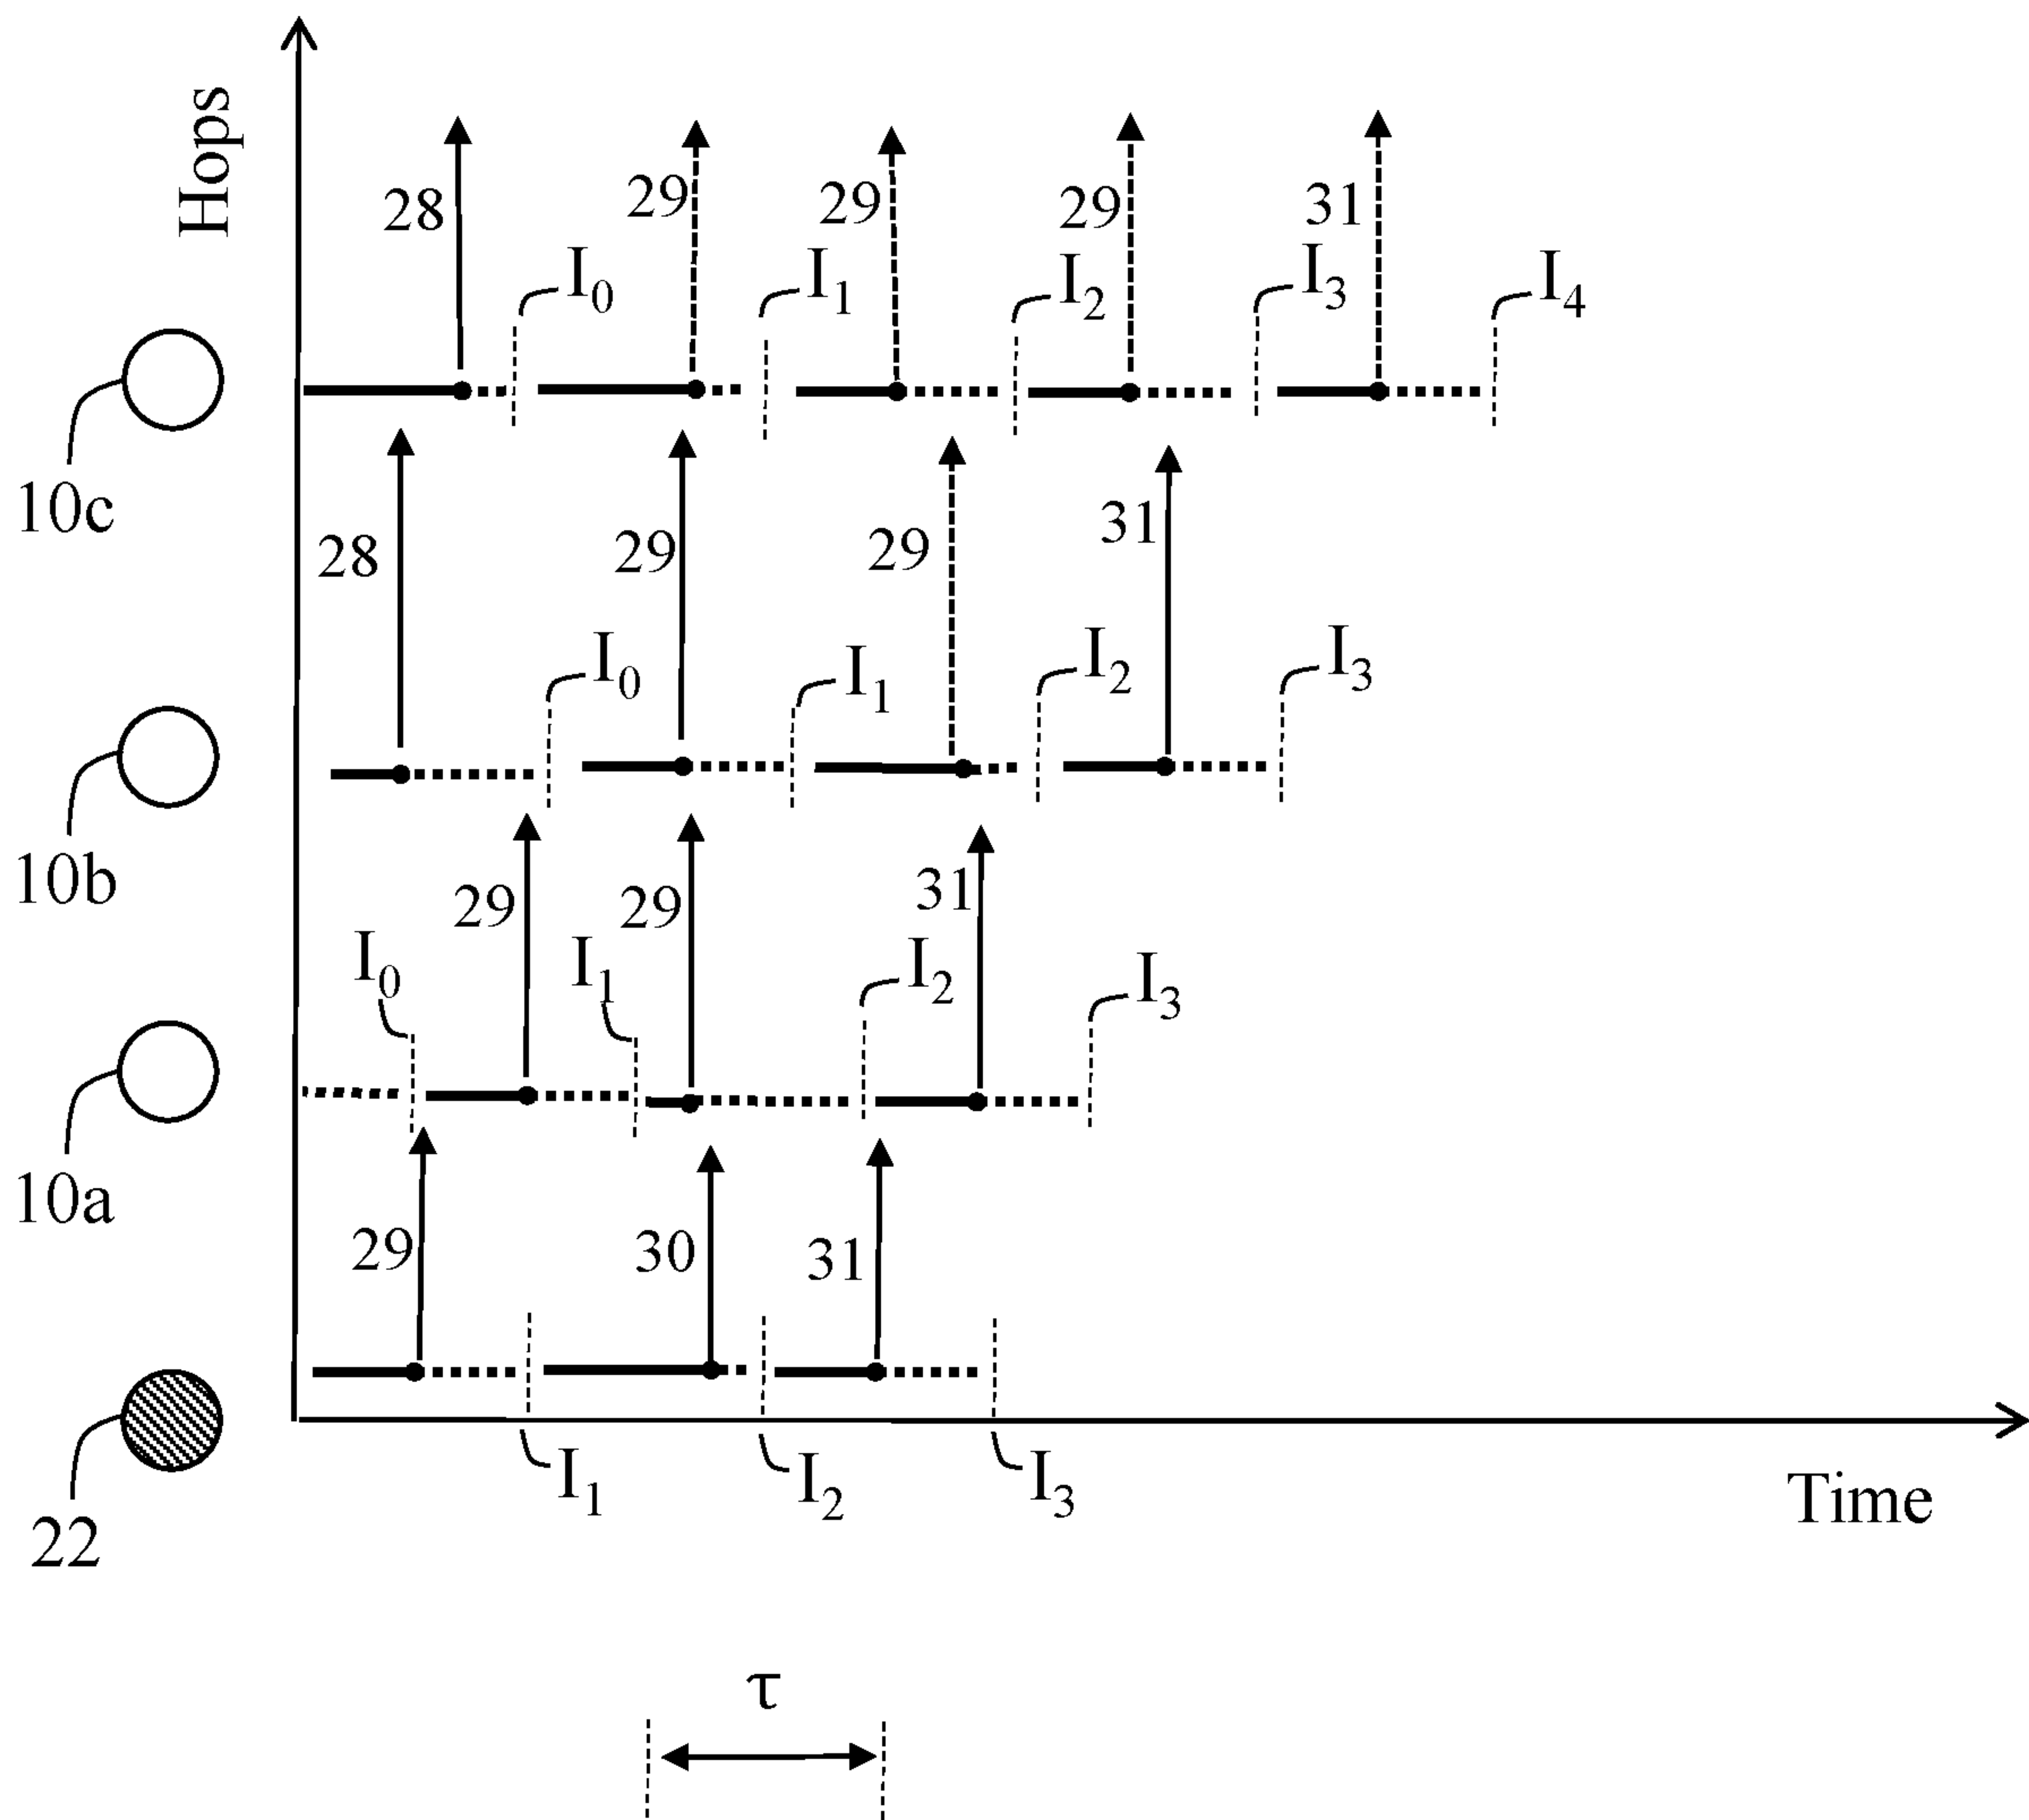 Hops
28 29 29 29 31
I0 I1 I2 I3 I4
10c
28 29 29 31
I0 I1 I2 I3
10b
29 29 31
I0 I1 I2 I3
10a
29 30 31
I1 I2 I3
Time
22
τ